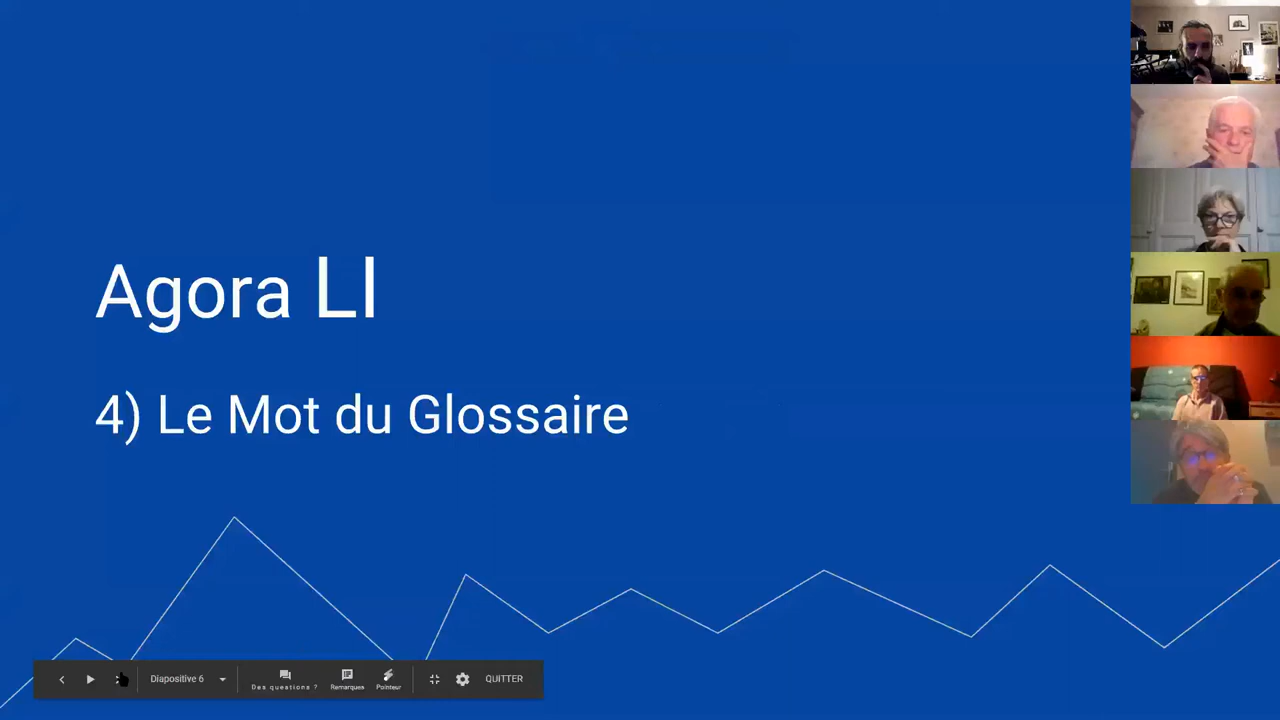 Agora LI
4) Le Mot du Glossaire
Diapositive 6
Des questions ?
Remarques
Pointeur
QUITTER